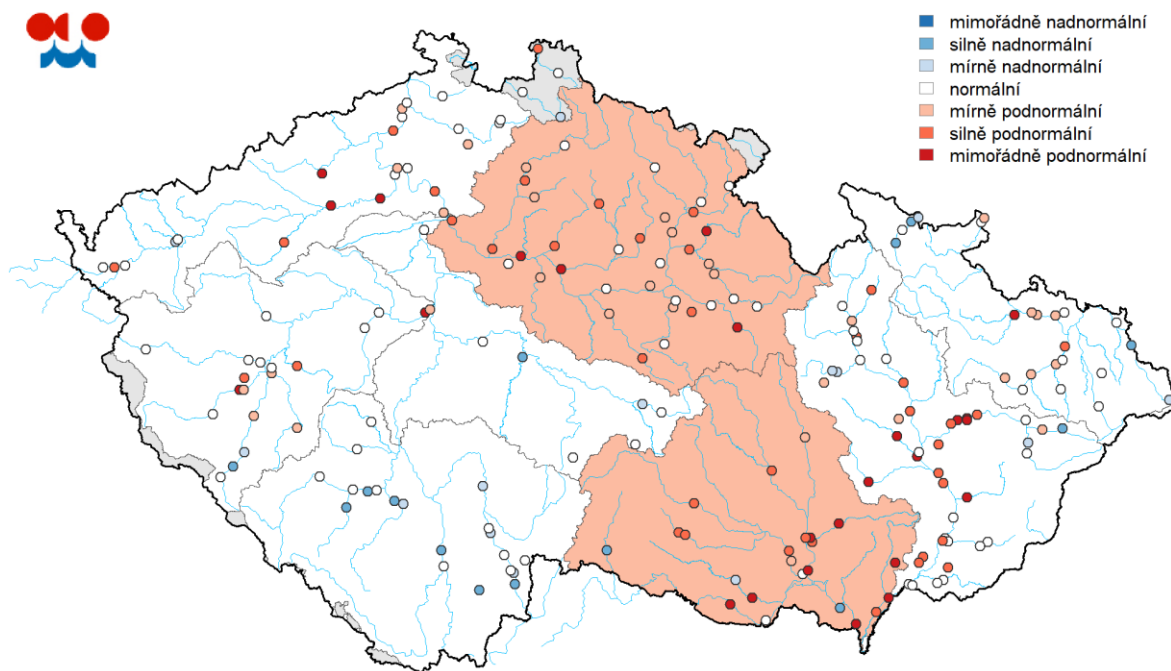 mimořádně nadnormální
silně nadnormální
mírně nadnormální
normální
mírně podnormální
silně podnormální
mimořádně podnormální